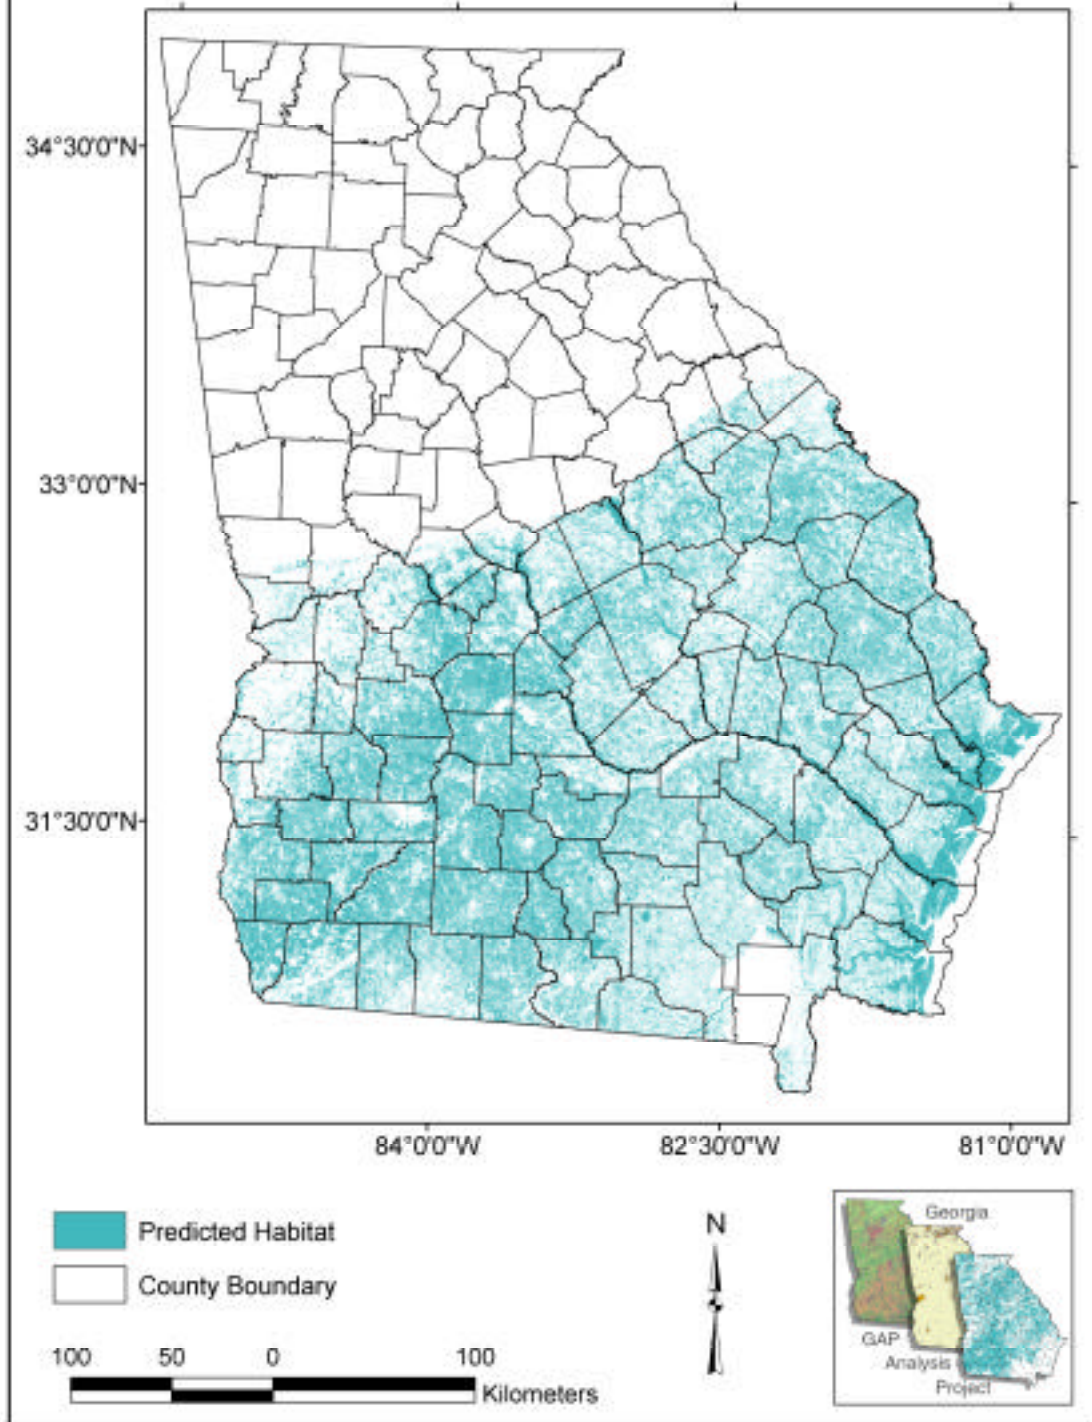 34°30'0"N
33°0'0"N
31°30'0"N
84°0'0"W 82°30'0"W 81°0'0"W
Predicted Habitat
County Boundary
N
100 50 0 100
Kilometers
Georgia
GAP
Analysis
Project